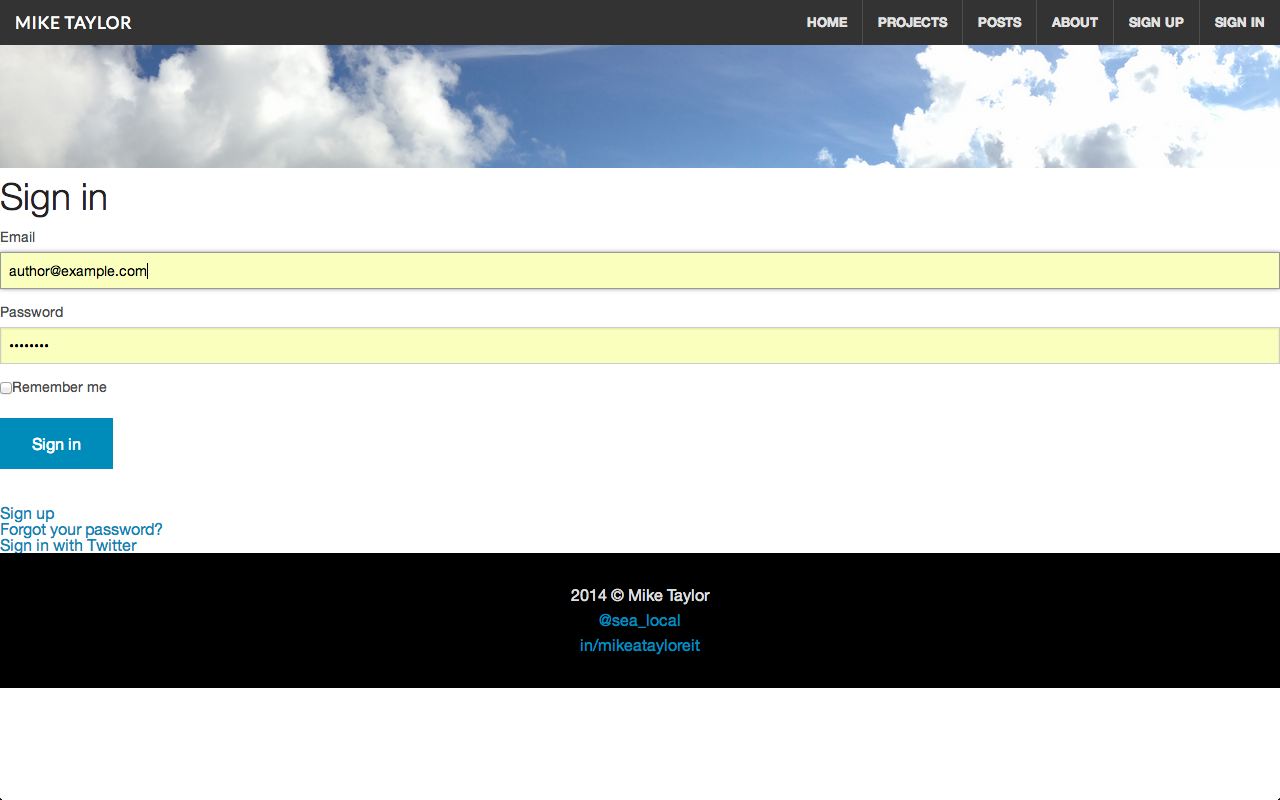 MIKE TAYLOR HOME PROJECTS POSTS ABOUT SIGN UP SIGN IN
Sign in
Email
author@example.com
Password
••••••••
Remember me
Sign in
Sign up
Forgot your password?
Sign in with Twitter
2014 © Mike Taylor
@sea_local
in/mikeatayloreit